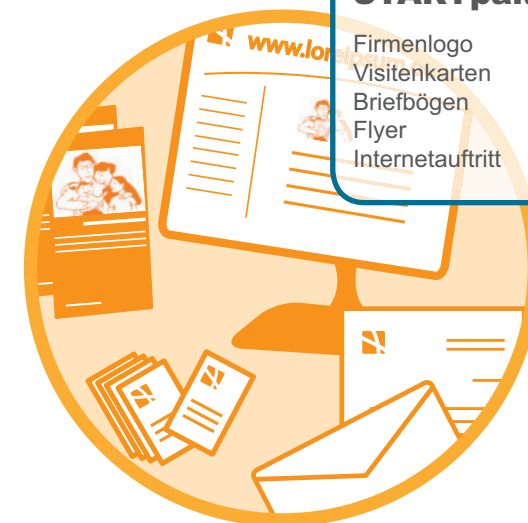 Firmenlogo
Visitenkarten
Briefbögen
Flyer
Internetauftritt